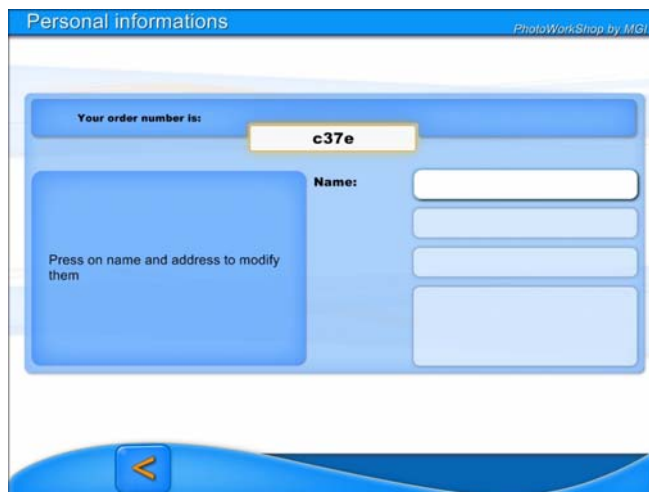 Personal informations
PhotoWorkShop by MGI
Your order number is:
c37e
Name:
Press on name and address to modify
them
<